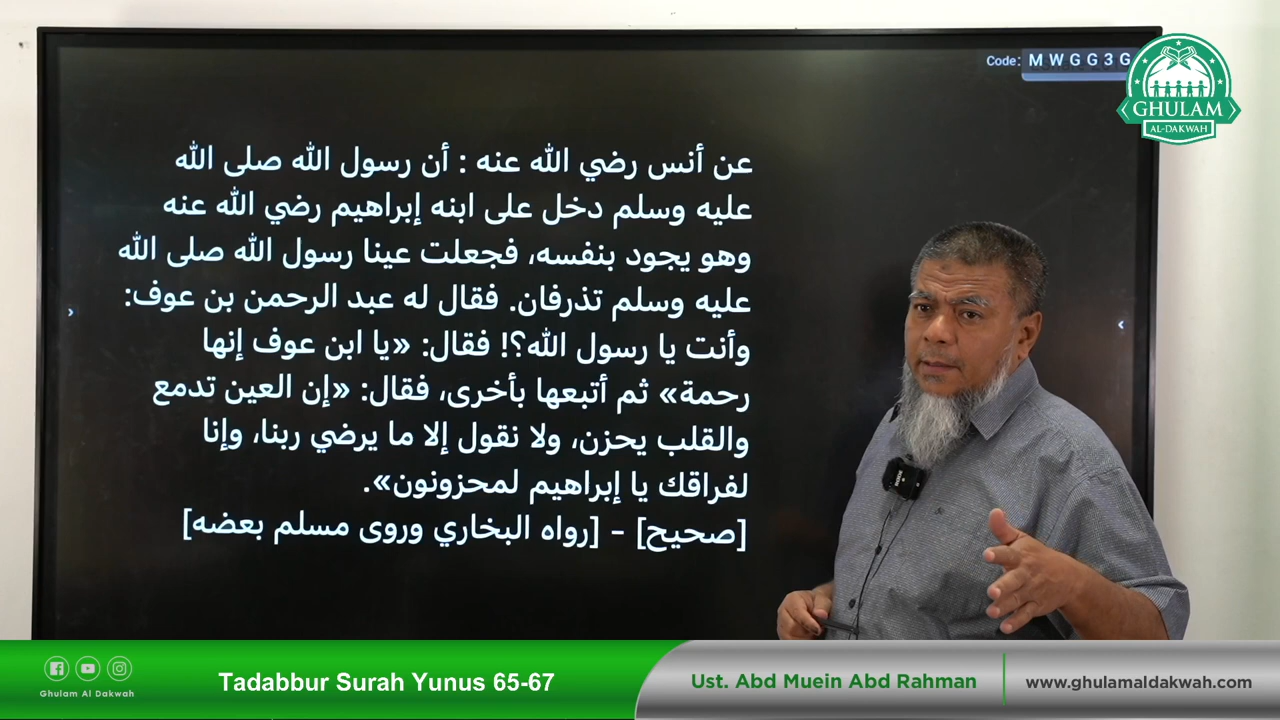 Code: MWGG3G
GHULAM
AL-DAKWAH
عن أنس رضي الله عنه : أن رسول الله صلى الله
عليه وسلم دخل على ابنه إبراهيم رضي الله عنه
وهو يجود بنفسه، فجعلت عينا رسول الله صلى الله
عليه وسلم تذرفان. فقال له عبد الرحمن بن عوف:
وأنت يا رسول الله؟! فقال: «يا ابن عوف إنها
رحمة» ثم أتبعها بأخرى، فقال: «إن العين تدمع
والقلب يحزن، ولا نقول إلا ما يرضي ربنا، وإنا
لفراقك يا إبراهيم لمحزونون».
[صحيح] - [رواه البخاري وروى مسلم بعضه]
Ghulam Al Dakwah
Tadabbur Surah Yunus 65-67
Ust. Abd Muein Abd Rahman
www.ghulamaldakwah.com